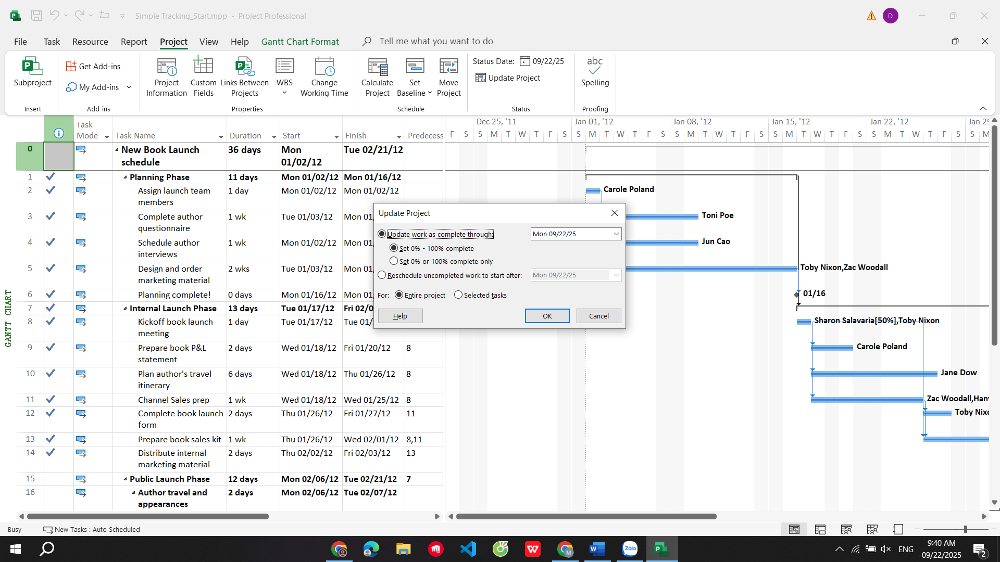 Simple Tracking_Start.mpp - Project Professional
D
File Task Resource Report Project View Help Gantt Chart Format Tell me what you want to do
Subproject
Insert
Get Add-ins
My Add-ins
Add-ins
Project Information
Custom Fields
Links Between Projects
WBS
Change Working Time
Properties
Calculate Project
Set Baseline
Move Project
Schedule
Status Date: 09/22/25
Update Project
Status
abc
Spelling
Proofing
Task Mode Task Name Duration Start Finish Predecess
Dec 25, '11 Jan 01, '12 Jan 08, '12 Jan 15, '12 Jan 22, '12 Jan 29
F S S M T W T F S S M T W T F S S M T W T F S S M T W T F S S M T W T F S S M
0 New Book Launch schedule 36 days Mon 01/02/12 Tue 02/21/12
1 Planning Phase 11 days Mon 01/02/12 Mon 01/16/12
2 Assign launch team members 1 day Mon 01/02/12 Mon 01/02/12
3 Complete author questionnaire 1 wk Tue 01/03/12 Mon 01/
4 Schedule author interviews 1 wk Mon 01/02/12 Mon 01/
5 Design and order marketing material 2 wks Tue 01/03/12 Mon 01/
6 Planning complete! 0 days Mon 01/16/12 Mon 01/
7 Internal Launch Phase 13 days Tue 01/17/12 Fri 02/0
8 Kickoff book launch meeting 1 day Tue 01/17/12 Tue 01/
9 Prepare book P&L statement 2 days Wed 01/18/12 Fri 01/20/12 8
10 Plan author's travel itinerary 6 days Wed 01/18/12 Thu 01/26/12 8
11 Channel Sales prep 1 wk Wed 01/18/12 Wed 01/25/12 8
12 Complete book launch form 2 days Thu 01/26/12 Fri 01/27/12 11
13 Prepare book sales kit 1 wk Thu 01/26/12 Wed 02/01/12 8,11
14 Distribute internal marketing material 2 days Thu 02/02/12 Fri 02/03/12 13
15 Public Launch Phase 12 days Mon 02/06/12 Tue 02/21/12 7
16 Author travel and appearances 2 days Mon 02/06/12 Tue 02/07/12
GANTT CHART
Carole Poland
Toni Poe
Jun Cao
Toby Nixon,Zac Woodall
01/16
Sharon Salavaria[50%],Toby Nixon
Carole Poland
Jane Dow
Zac Woodall,Han
Toby Nixo
Update Project
Update work as complete through: Mon 09/22/25
Set 0% - 100% complete
Set 0% or 100% complete only
Reschedule uncompleted work to start after: Mon 09/22/25
For: Entire project Selected tasks
Help OK Cancel
Busy New Tasks : Auto Scheduled
Zalo
ENG
9:40 AM
09/22/2025
2